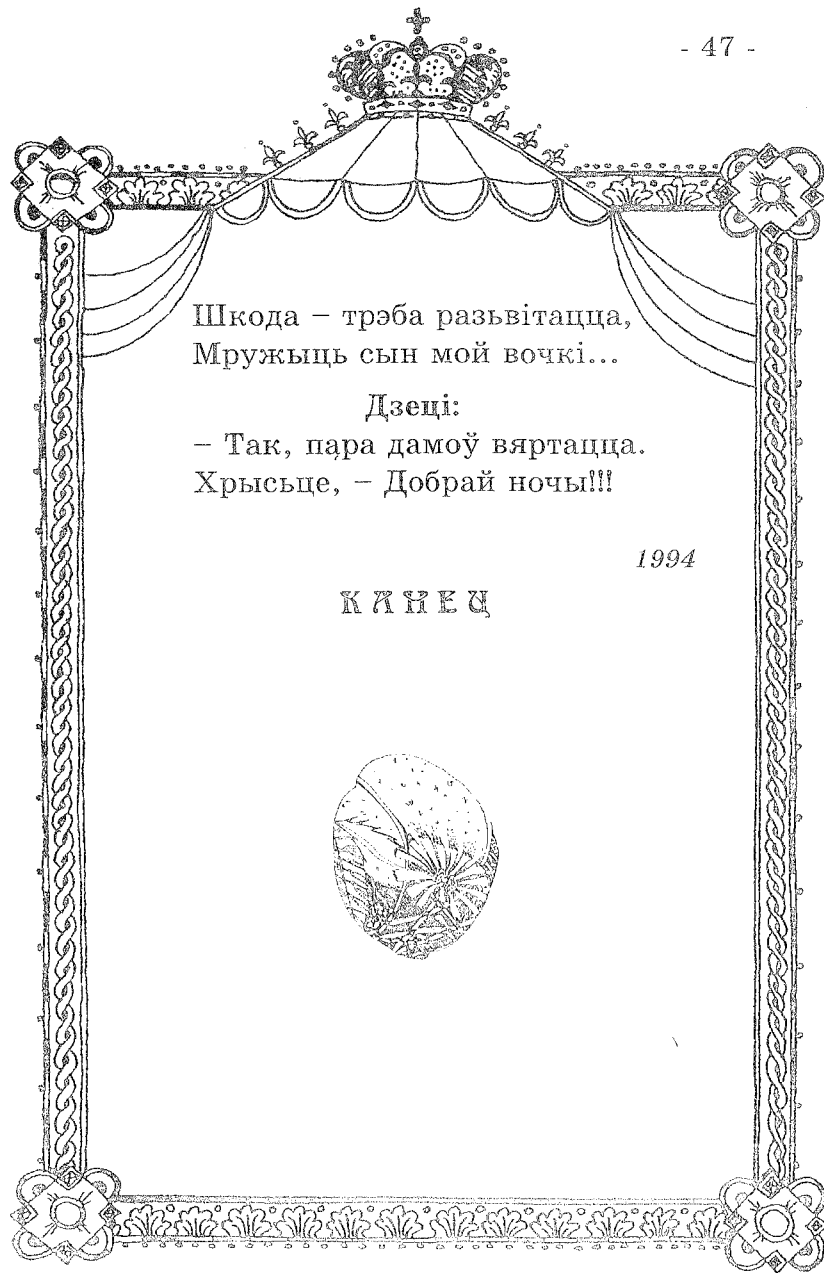 - 47 -
Шкода – трэба разьвітацца,
Мружыць сын мой вочкі...
Дзеці:
– Так, пара дамоў вяртацца.
Хрысьце, – Добрай ночы!!!
1994
КАНЕЦ